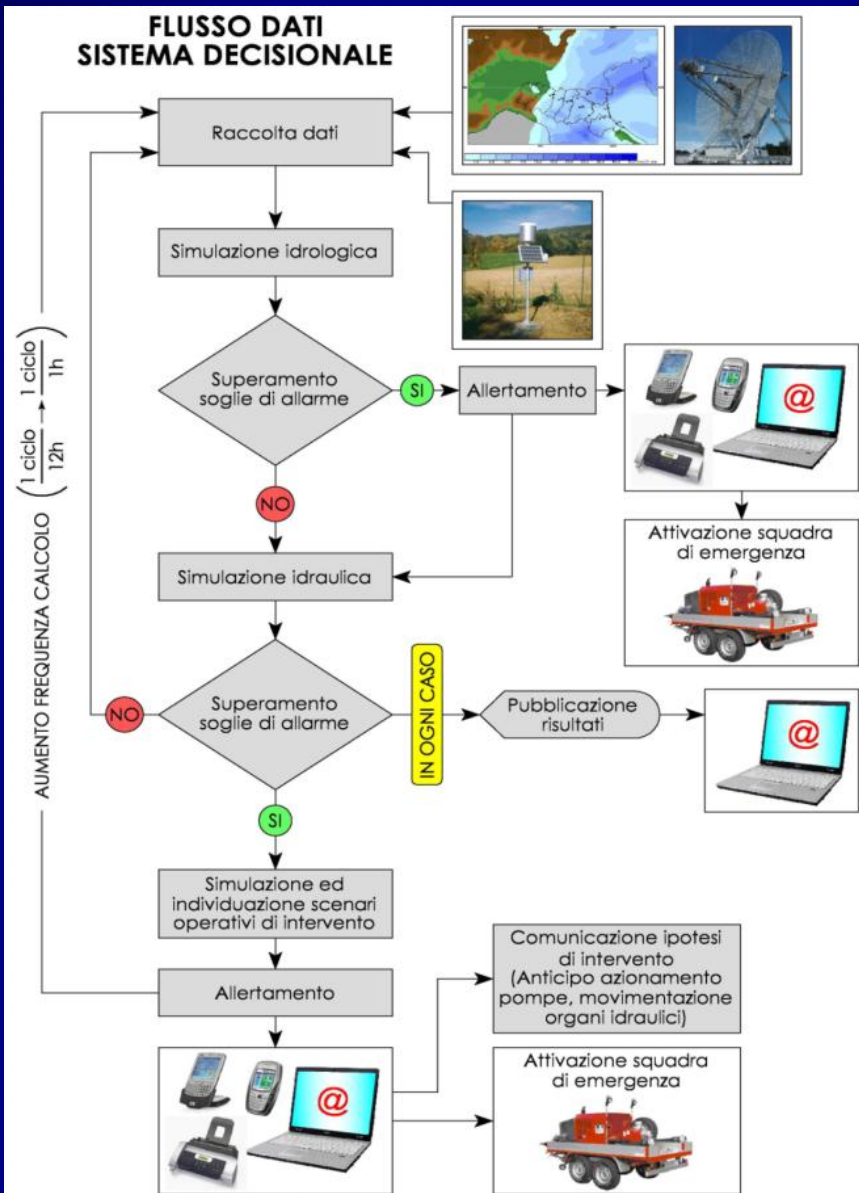 FLUSSO DATI
SISTEMA DECISIONALE
Raccolta dati
Simulazione idrologica
Superamento
soglie di allarme
SI
Allertamento
@
NO
Attivazione squadra
di emergenza
Simulazione idraulica
Superamento
soglie di allarme
NO
IN OGNI CASO
Pubblicazione
risultati
@
SI
AUMENTO FREQUENZA CALCOLO
(1 ciclo / 12h → 1 ciclo / 1h)
Simulazione ed
individuazione scenari
operativi di intervento
Allertamento
Comunicazione ipotesi
di intervento
(Anticipo azionamento
pompe, movimentazione
organi idraulici)
@
Attivazione squadra
di emergenza